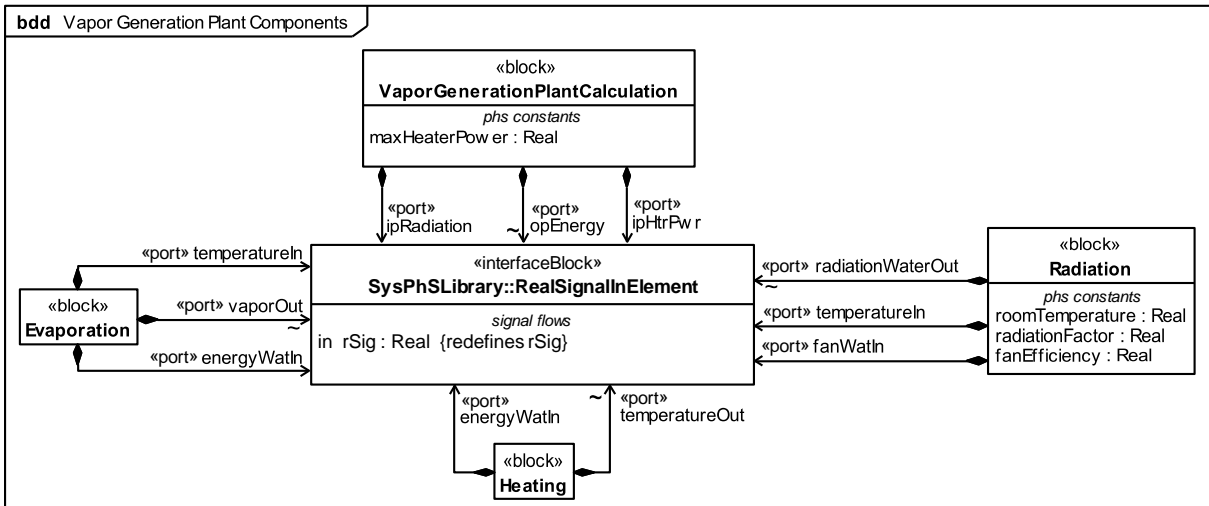 bdd Vapor Generation Plant Components
«block»
VaporGenerationPlantCalculation
phs constants
maxHeaterPower : Real
«port»
ipRadiation
~
«port»
opEnergy
«port»
ipHtrPwr
«port» temperatureIn
«block»
Evaporation
«port» vaporOut
~
«port» energyWatIn
«interfaceBlock»
SysPhSLibrary::RealSignalInElement
signal flows
in rSig : Real {redefines rSig}
«port» radiationWaterOut
~
«port» temperatureIn
«port» fanWatIn
«block»
Radiation
phs constants
roomTemperature : Real
radiationFactor : Real
fanEfficiency : Real
«port»
energyWatIn
~
«port»
temperatureOut
«block»
Heating